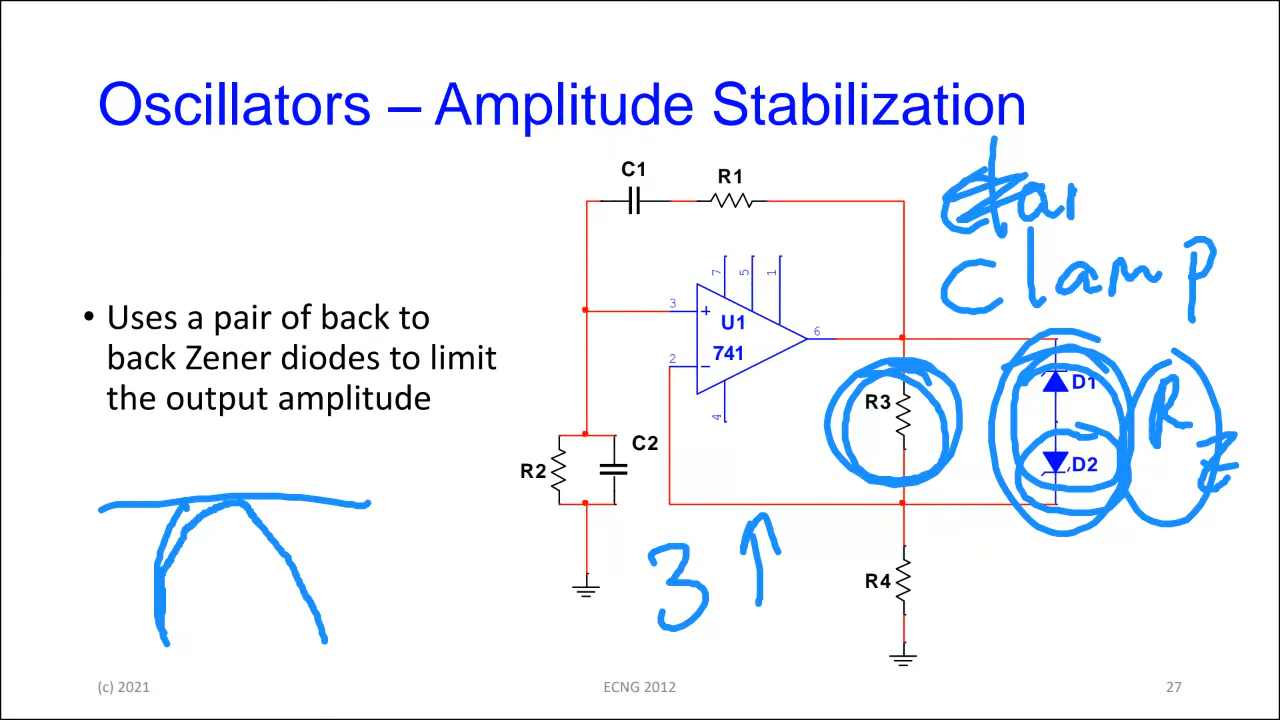 Oscillators – Amplitude Stabilization
• Uses a pair of back to
back Zener diodes to limit
the output amplitude
C1
R1
clamp
7
5
1
3
+
U1
6
2
−
741
4
R3
D1
D2
R
Z
R2
C2
3 ↑
R4
(c) 2021
ECNG 2012
27